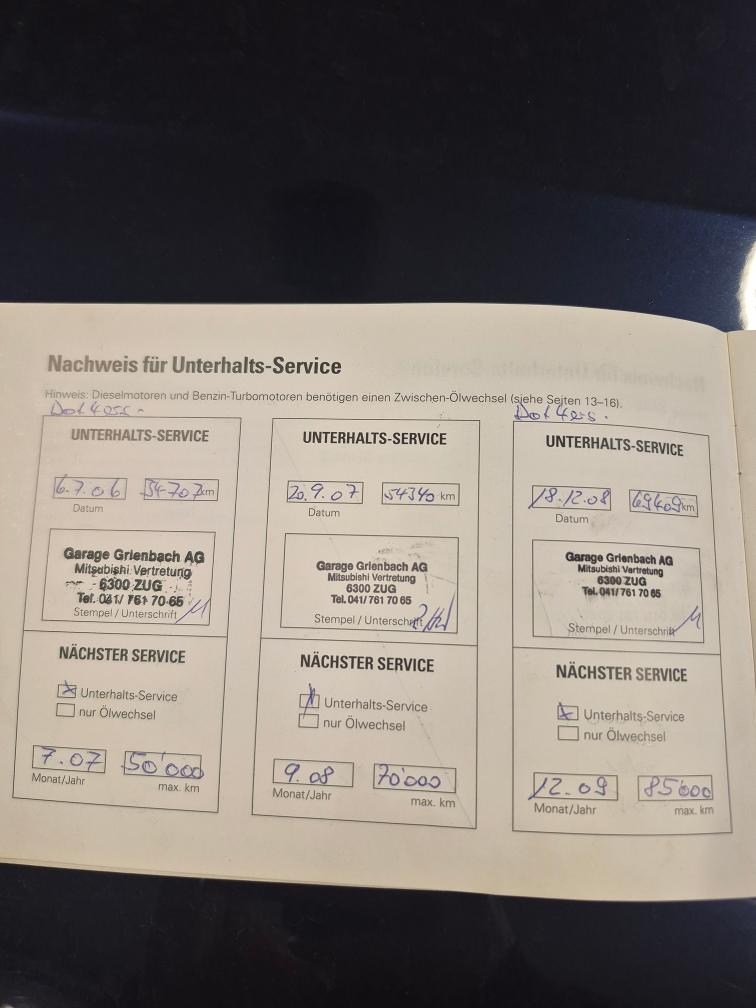 Nachweis für Unterhalts-Service
Hinweis: Dieselmotoren und Benzin-Turbomotoren benötigen einen Zwischen-Ölwechsel (siehe Seiten 13–16).
UNTERHALTS-SERVICE
6.7.06 km
Datum
Garage Grienbach AG
Mitsubishi Vertretung
6300 ZUG
Tel. 041/ 761 70 65
Stempel / Unterschrift
NÄCHSTER SERVICE
Unterhalts-Service
nur Ölwechsel
7.07 50'000
Monat/Jahr max. km
UNTERHALTS-SERVICE
20.9.07 54340 km
Datum
Garage Grienbach AG
Mitsubishi Vertretung
6300 ZUG
Tel. 041/ 761 70 65
Stempel / Unterschrift
NÄCHSTER SERVICE
Unterhalts-Service
nur Ölwechsel
9.08 70'000
Monat/Jahr max. km
UNTERHALTS-SERVICE
18.12.08 69409 km
Datum
Garage Grienbach AG
Mitsubishi Vertretung
6300 ZUG
Tel. 041/ 761 70 65
Stempel / Unterschrift
NÄCHSTER SERVICE
Unterhalts-Service
nur Ölwechsel
12.09 85'000
Monat/Jahr max. km